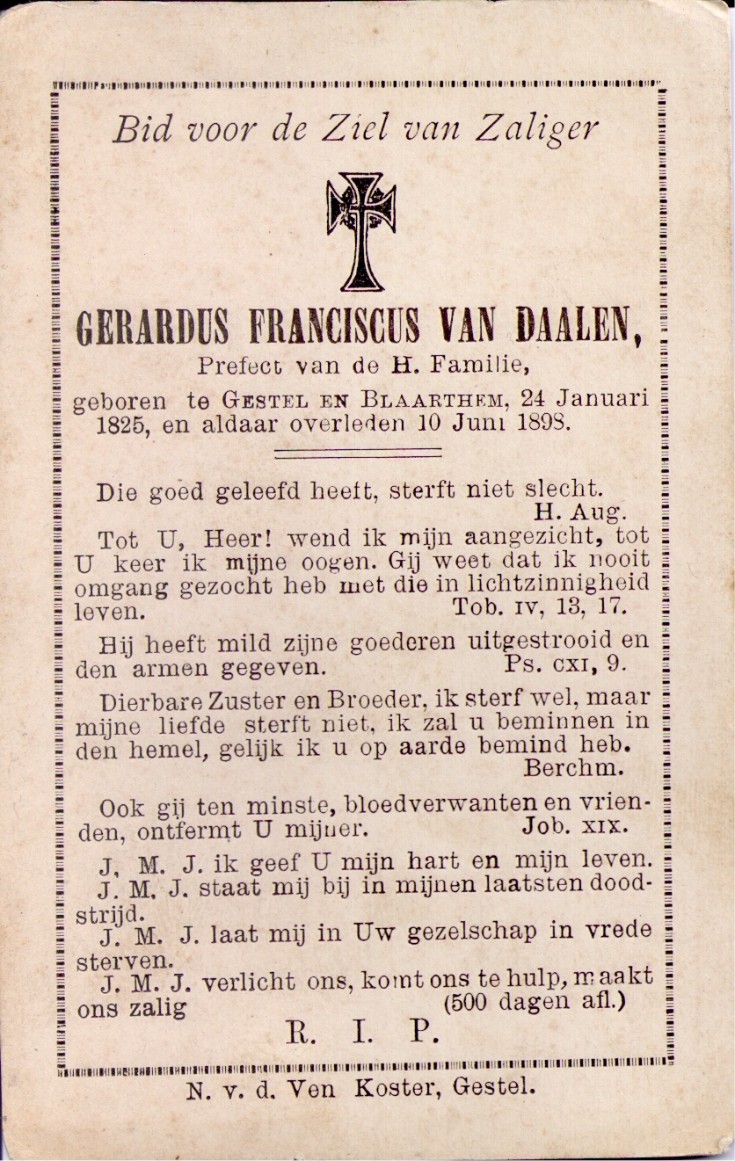 Bid voor de Ziel van Zaliger
GERARDUS FRANCISCUS VAN DAALEN,
Prefect van de H. Familie,
geboren te GESTEL EN BLAARTHEM, 24 Januari
1825, en aldaar overleden 10 Juni 1898.
Die goed geleefd heeft, sterft niet slecht.
H. Aug.
Tot U, Heer! wend ik mijn aangezicht, tot
U keer ik mijne oogen. Gij weet dat ik nooit
omgang gezocht heb met die in lichtzinnigheid
leven. Tob. IV, 13, 17.
Hij heeft mild zijne goederen uitgestrooid en
den armen gegeven. Ps. CXI, 9.
Dierbare Zuster en Broeder, ik sterf wel, maar
mijne liefde sterft niet, ik zal u beminnen in
den hemel, gelijk ik u op aarde bemind heb.
Berchm.
Ook gij ten minste, bloedverwanten en vrien-
den, ontfermt U mijner. Job. XIX.
J. M. J. ik geef U mijn hart en mijn leven.
J. M. J. staat mij bij in mijnen laatsten dood-
strijd.
J. M. J. laat mij in Uw gezelschap in vrede
sterven.
J. M. J. verlicht ons, komt ons te hulp, maakt
ons zalig (500 dagen afl.)
R. I. P.
N. v. d. Ven Koster, Gestel.